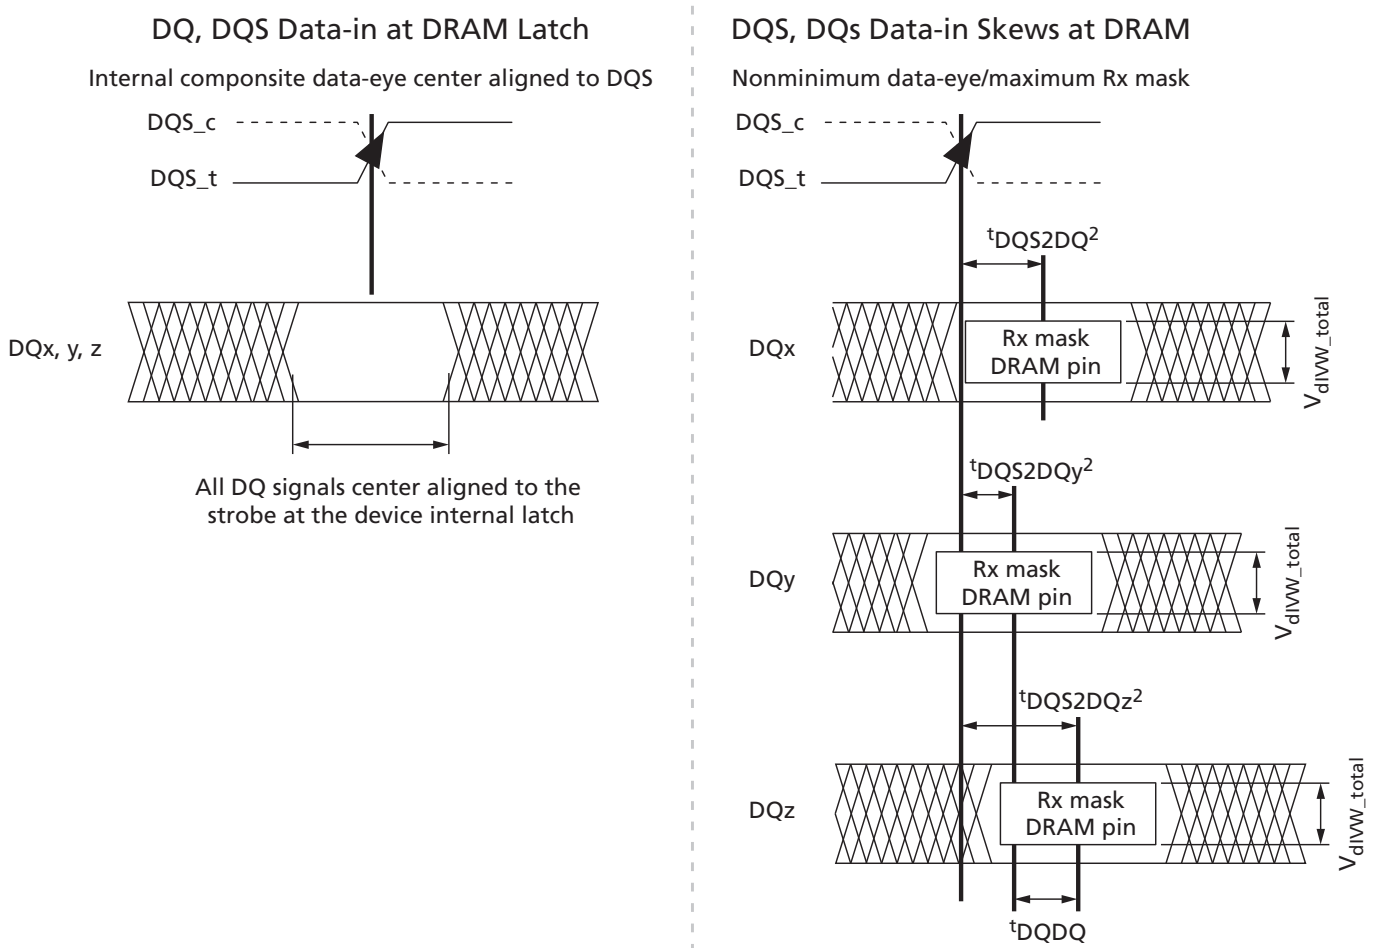 DQ, DQS Data-in at DRAM Latch
Internal componsite data-eye center aligned to DQS
DQS_c
DQS_t
DQx, y, z
All DQ signals center aligned to the
strobe at the device internal latch
DQS, DQs Data-in Skews at DRAM
Nonminimum data-eye/maximum Rx mask
DQS_c
DQS_t
tDQS2DQ2
DQx
Rx mask
DRAM pin
VdIVW_total
tDQS2DQy2
DQy
Rx mask
DRAM pin
VdIVW_total
tDQS2DQz2
DQz
Rx mask
DRAM pin
VdIVW_total
tDQDQ